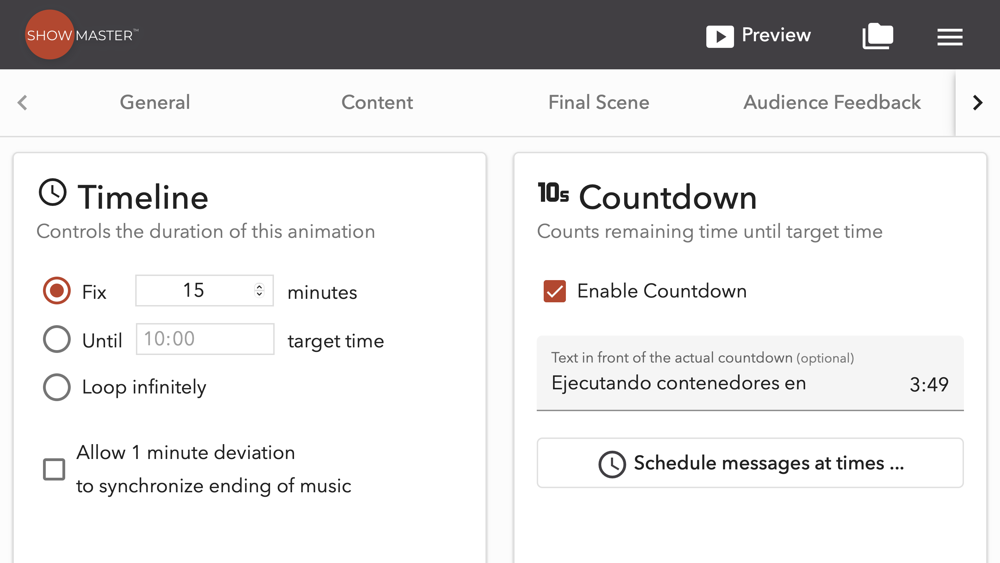 SHOWMASTER™
Preview
General
Content
Final Scene
Audience Feedback
Timeline
Controls the duration of this animation
Fix 15 minutes
Until 10:00 target time
Loop infinitely
Allow 1 minute deviation
to synchronize ending of music
10s Countdown
Counts remaining time until target time
Enable Countdown
Text in front of the actual countdown (optional)
Ejecutando contenedores en 3:49
Schedule messages at times ...